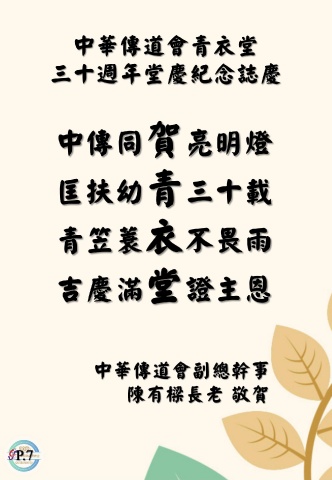 中華傳道會青衣堂
三十週年堂慶紀念誌慶
中傳同賀亮明燈
匡扶幼青三十載
青笠蓑衣不畏雨
吉慶滿堂證主恩
中華傳道會副總幹事
陳有樑長老 敬賀
P.7